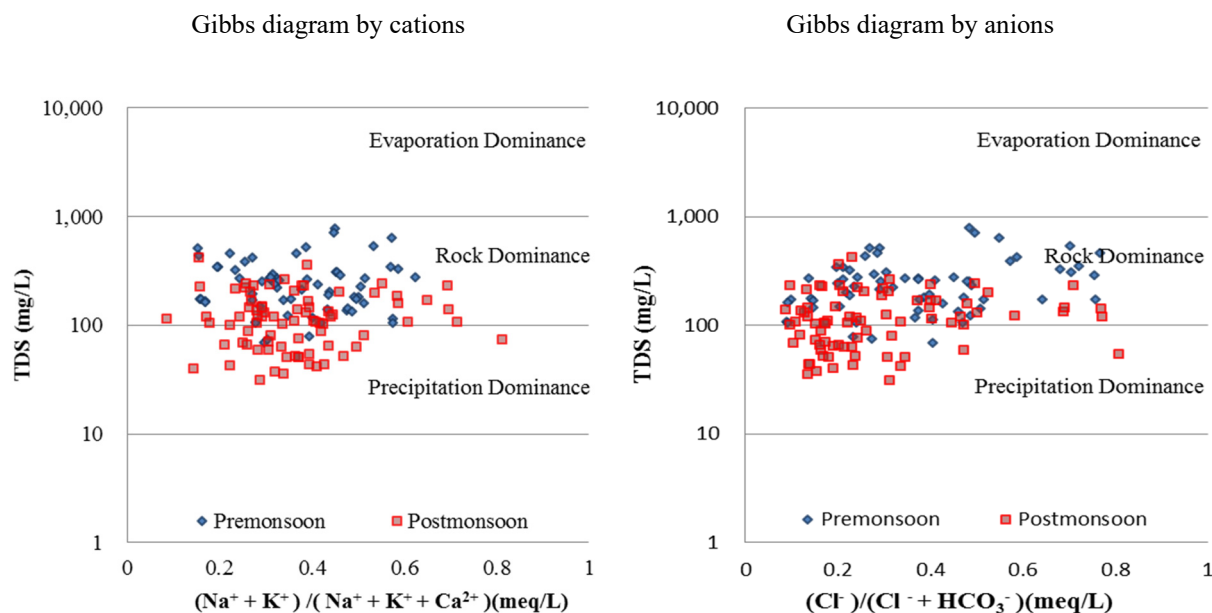 Gibbs diagram by cations
10,000
1,000
100
10
1
TDS (mg/L)
Evaporation Dominance
Rock Dominance
Precipitation Dominance
Premonsoon Postmonsoon
0 0.2 0.4 0.6 0.8 1
(Na⁺ + K⁺) /( Na⁺ + K⁺ + Ca²⁺)(meq/L)
Gibbs diagram by anions
10,000
1,000
100
10
1
TDS (mg/L)
Evaporation Dominance
Rock Dominance
Precipitation Dominance
Premonsoon Postmonsoon
0 0.2 0.4 0.6 0.8 1
(Cl⁻)/(Cl⁻ + HCO₃⁻)(meq/L)